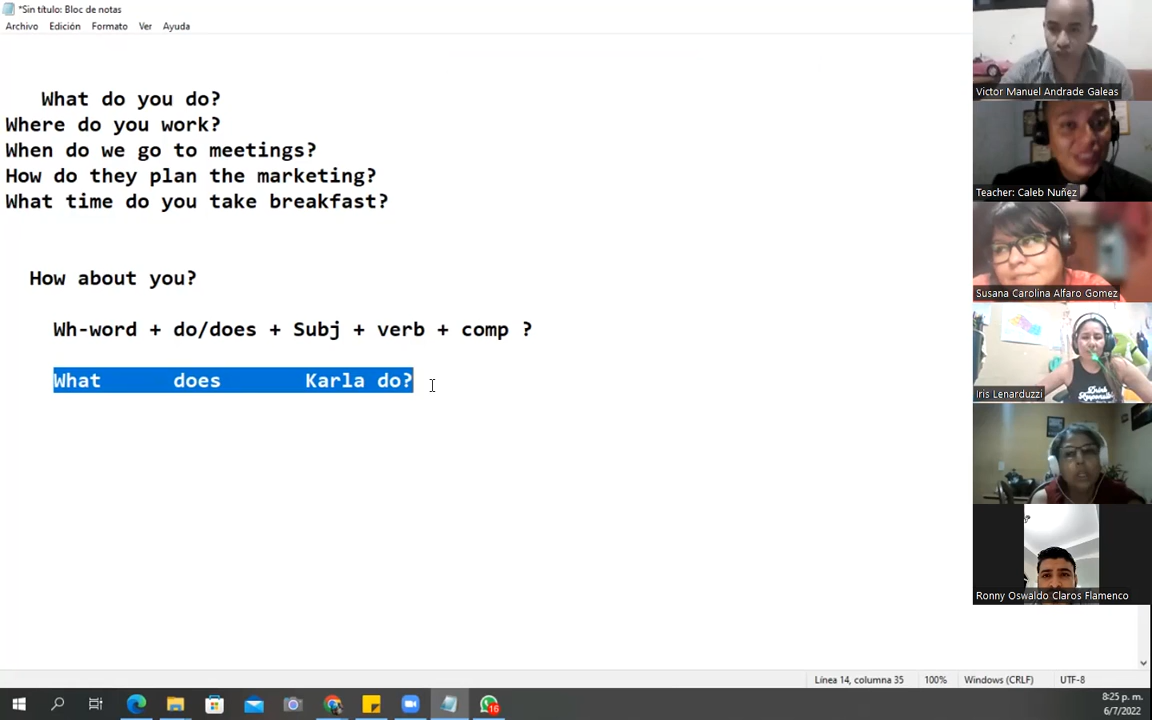 *Sin título: Bloc de notas
Archivo Edición Formato Ver Ayuda
What do you do?
Where do you work?
When do we go to meetings?
How do they plan the marketing?
What time do you take breakfast?
How about you?
Wh-word + do/does + Subj + verb + comp ?
What does Karla do?
Victor Manuel Andrade Galeas
Teacher: Caleb Nuñez
Susana Carolina Alfaro Gomez
Iris Lenarduzzi
Ronny Oswaldo Claros Flamenco
Línea 14, columna 35 100% Windows (CRLF) UTF-8
16
8:25 p. m.
6/7/2022